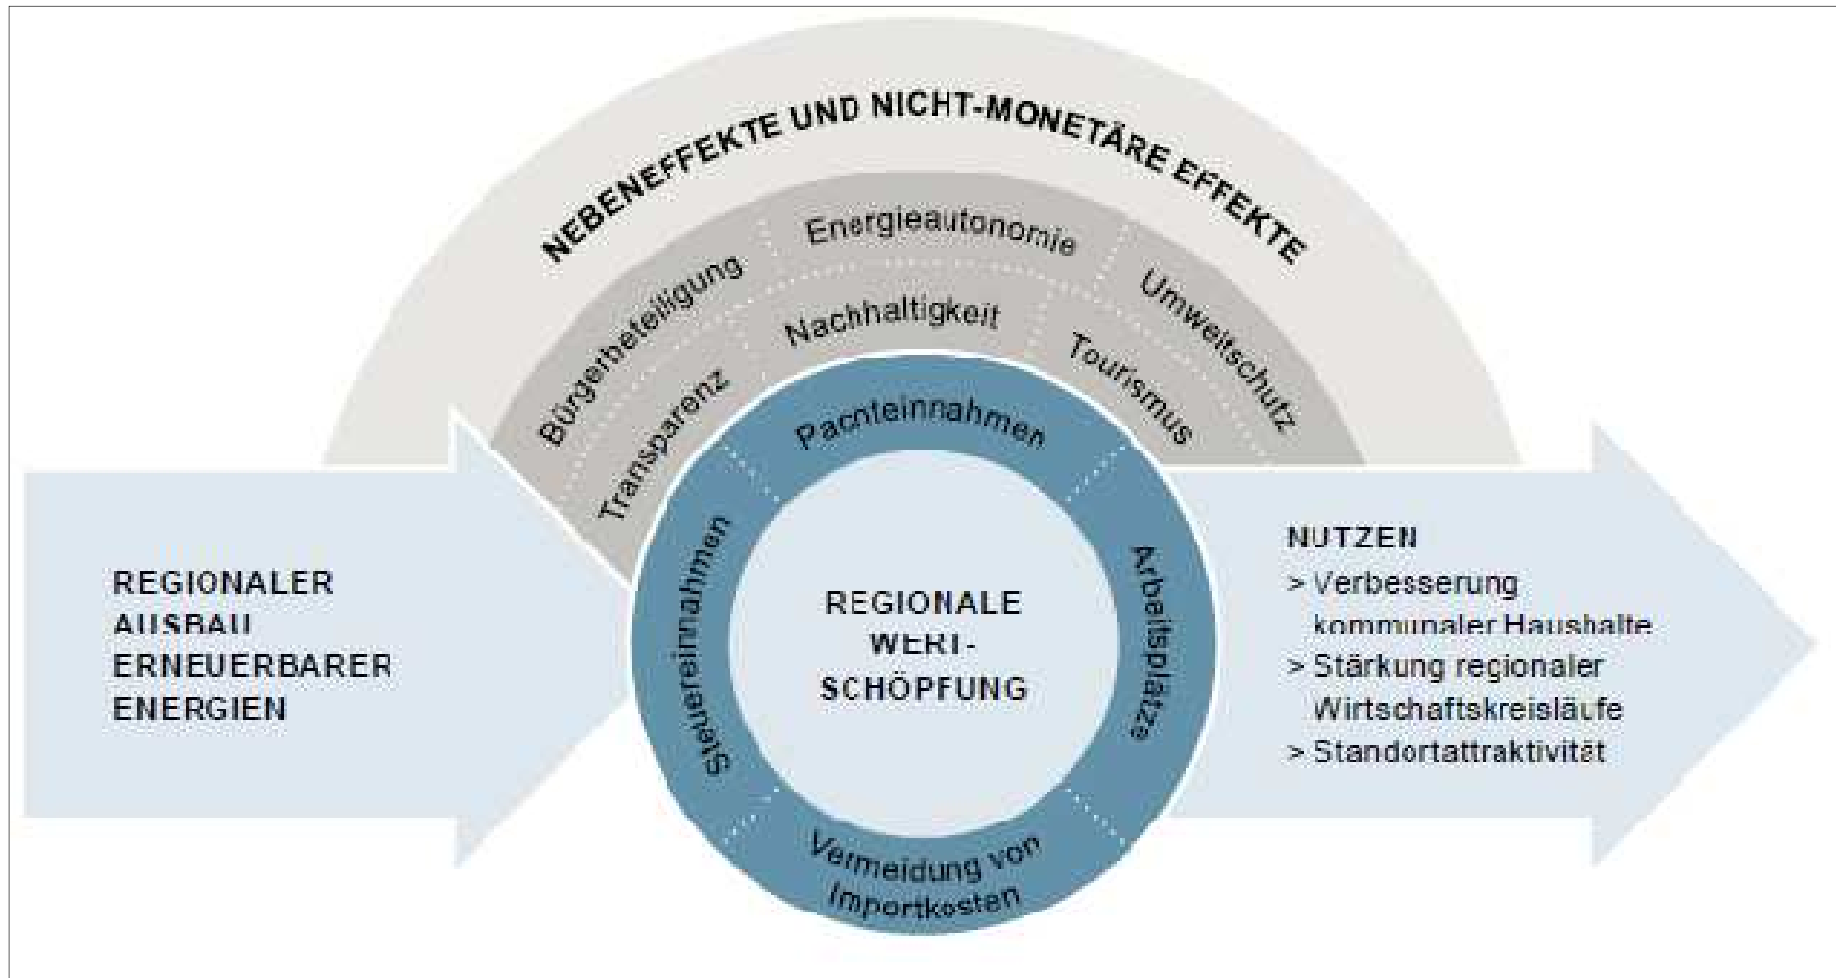 NEBENEFFEKTE UND NICHT-MONETÄRE EFFEKTE
Bürgerbeteiligung
Energieautonomie
Umweltschutz
Transparenz
Nachhaltigkeit
Tourismus
REGIONALER
AUSBAU
ERNEUERBARER
ENERGIEN
Pachteinnahmen
Steuereinnahmen
Arbeitsplätze
Vermeidung von
Importkosten
REGIONALE
WERT-
SCHÖPFUNG
NUTZEN
> Verbesserung
kommunaler Haushalte
> Stärkung regionaler
Wirtschaftskreisläufe
> Standortattraktivität